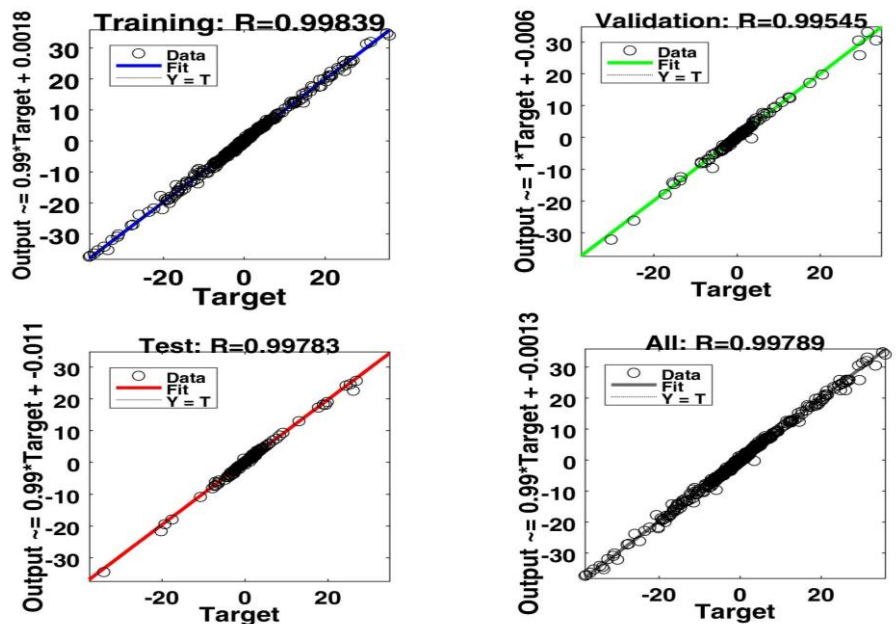 Training: R=0.99839
Output ~= 0.99*Target + 0.0018
Data
Fit
Y = T
30
20
10
0
-10
-20
-30
-20
0
20
Target
Validation: R=0.99545
Output ~= 1*Target + -0.006
Data
Fit
Y = T
30
20
10
0
-10
-20
-30
-20
0
20
Target
Test: R=0.99783
Output ~= 0.99*Target + -0.011
Data
Fit
Y = T
30
20
10
0
-10
-20
-30
-20
0
20
Target
All: R=0.99789
Output ~= 0.99*Target + -0.0013
Data
Fit
Y = T
30
20
10
0
-10
-20
-30
-20
0
20
Target